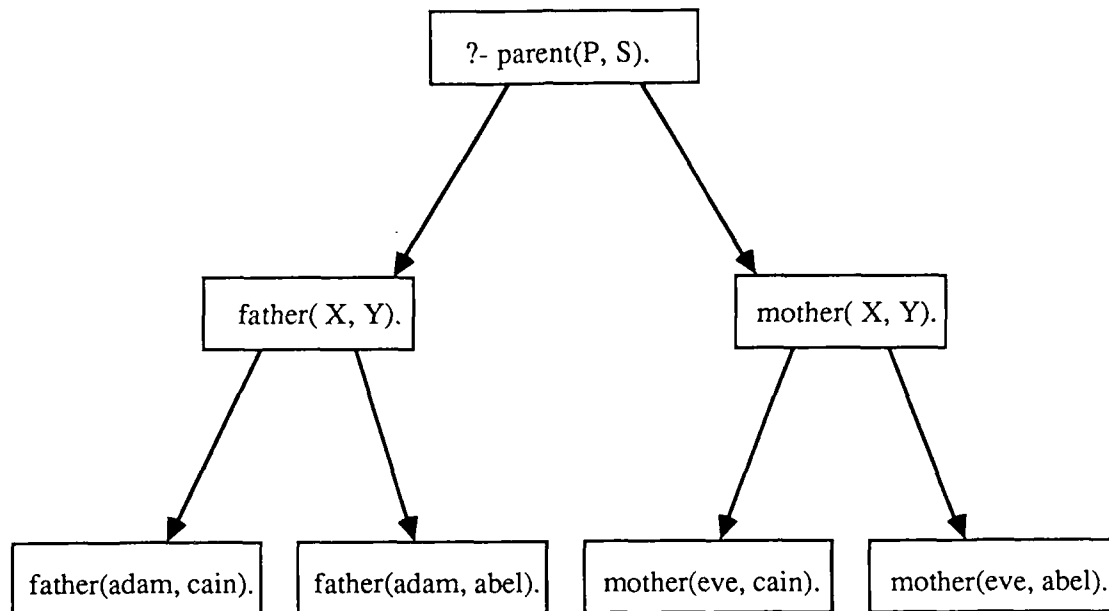 ?- parent(P, S).
father( X, Y).
mother( X, Y).
father(adam, cain).
father(adam, abel).
mother(eve, cain).
mother(eve, abel).